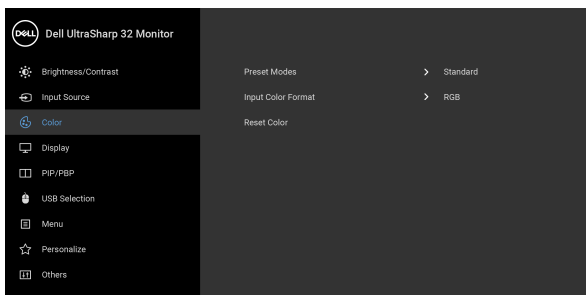 DELL Dell UltraSharp 32 Monitor
Brightness/Contrast
Input Source
Color
Display
PIP/PBP
USB Selection
Menu
Personalize
Others
Preset Modes > Standard
Input Color Format > RGB
Reset Color